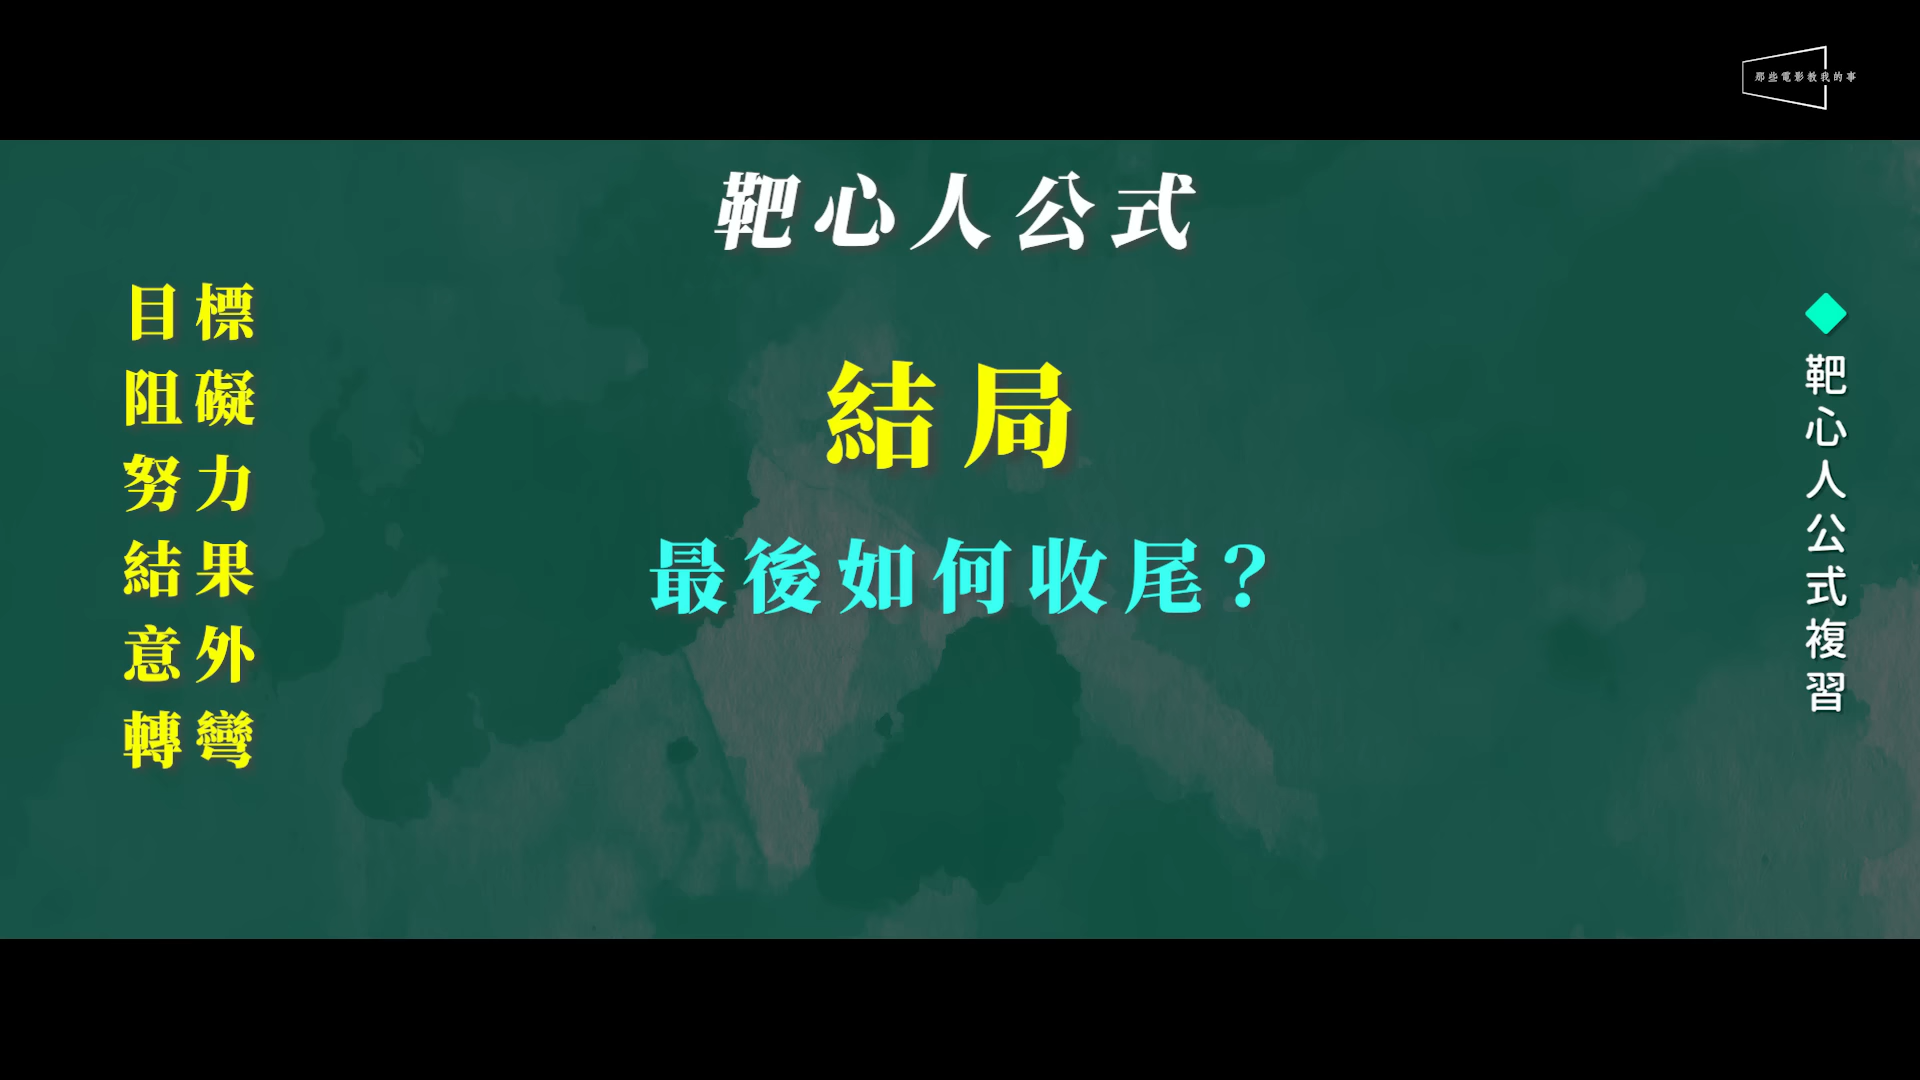 那些電影教我的事
靶心人公式
目標
阻礙
努力
結果
意外
轉彎
結局
最後如何收尾？
靶心人公式複習